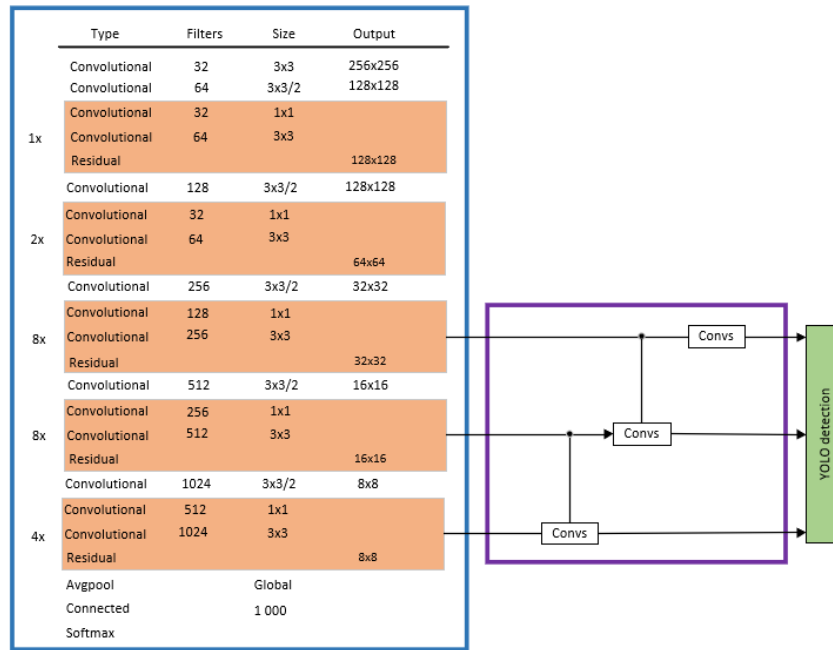 Type Filters Size Output
Convolutional 32 3x3 256x256
Convolutional 64 3x3/2 128x128
Convolutional 32 1x1
1x Convolutional 64 3x3
Residual 128x128
Convolutional 128 3x3/2 128x128
Convolutional 32 1x1
2x Convolutional 64 3x3
Residual 64x64
Convolutional 256 3x3/2 32x32
Convolutional 128 1x1
8x Convolutional 256 3x3
Residual 32x32
Convolutional 512 3x3/2 16x16
Convolutional 256 1x1
8x Convolutional 512 3x3
Residual 16x16
Convolutional 1024 3x3/2 8x8
Convolutional 512 1x1
4x Convolutional 1024 3x3
Residual 8x8
Avgpool Global
Connected 1 000
Softmax
Convs
Convs
Convs
YOLO detection